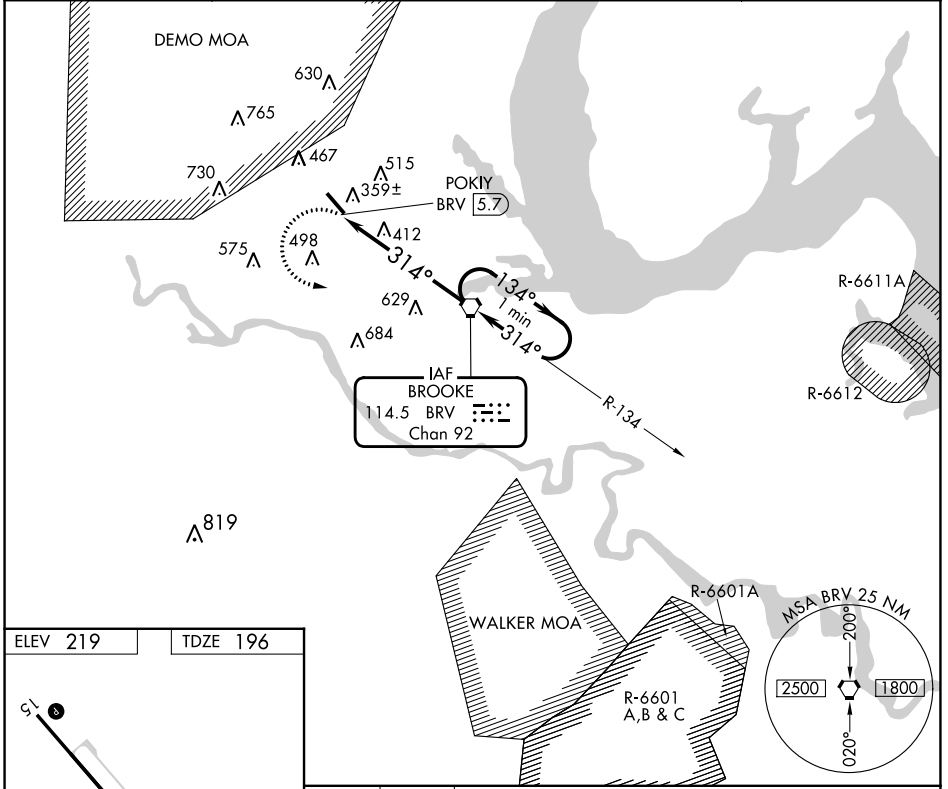 DEMO MOA
630
765
467
730
515
359±
POKIY
BRV 5.7
412
498
575
314°
134°
1 min
314°
629
684
R-6611A
R-6612
IAF
BROOKE
114.5 BRV
Chan 92
R-134
819
R-6601A
WALKER MOA
R-6601
A,B & C
MSA BRV 25 NM
200°
2500
1800
020°
ELEV 219
TDZE 196
15
P